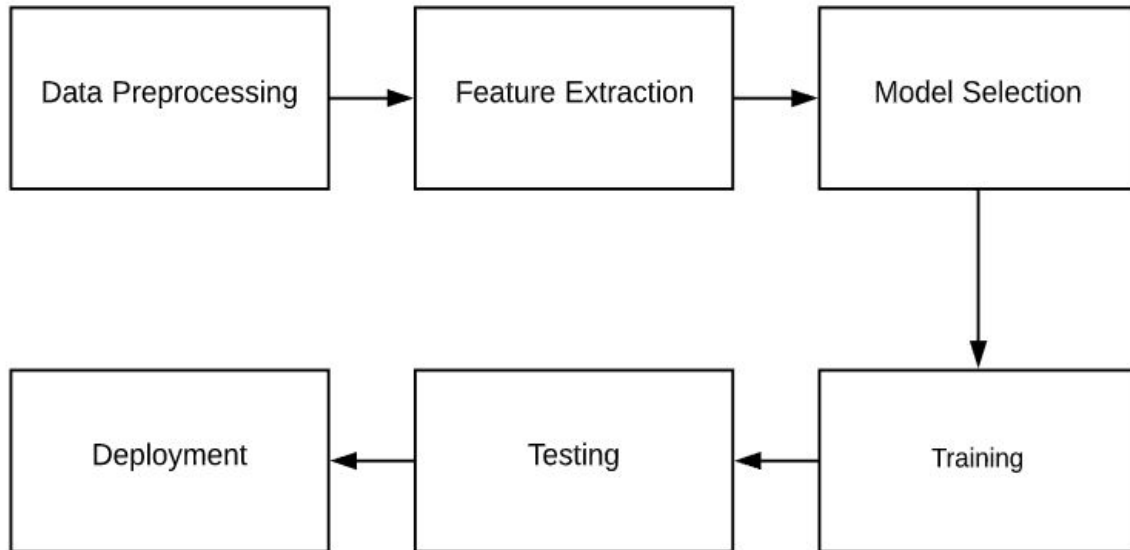 Data Preprocessing
Feature Extraction
Model Selection
Training
Testing
Deployment